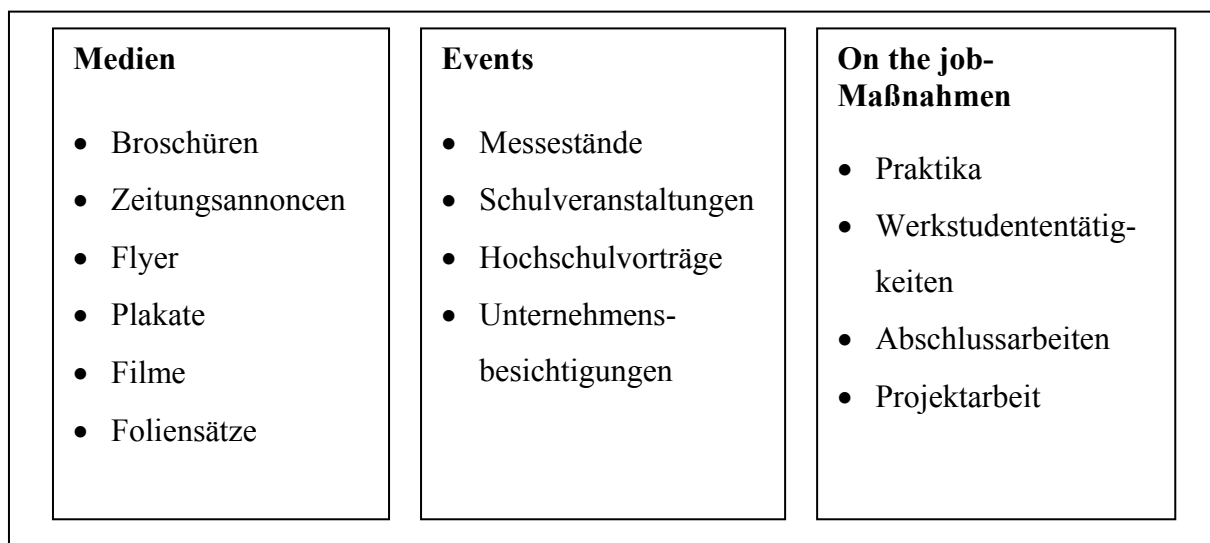 Medien
• Broschüren
• Zeitungsannoncen
• Flyer
• Plakate
• Filme
• Foliensätze
Events
• Messestände
• Schulveranstaltungen
• Hochschulvorträge
• Unternehmens-
besichtigungen
On the job-
Maßnahmen
• Praktika
• Werkstudententätig-
keiten
• Abschlussarbeiten
• Projektarbeit